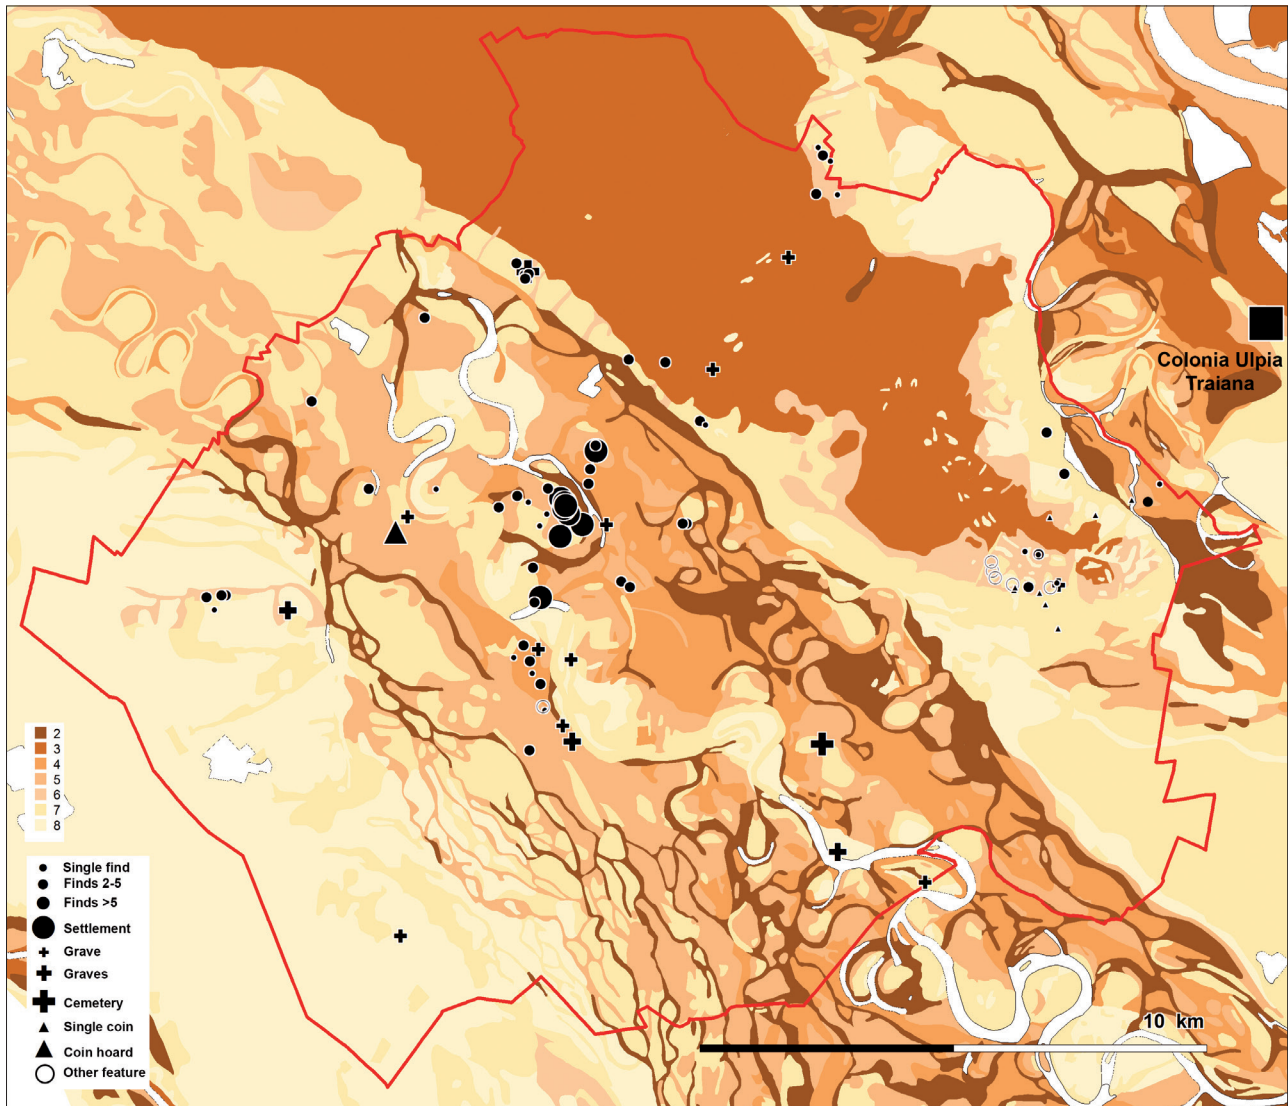 Colonia Ulpia
Traiana
2
3
4
5
6
7
8
Single find
Finds 2-5
Finds >5
Settlement
Grave
Graves
Cemetery
Single coin
Coin hoard
Other feature
10 km